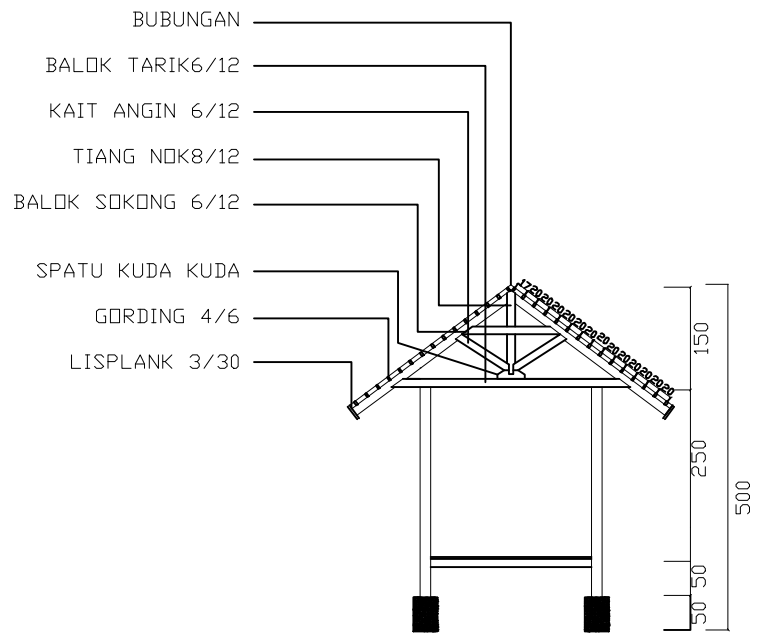 BUBUNGAN
BALOK TARIK6/12
KAIT ANGIN 6/12
TIANG NOK8/12
BALOK SOKONG 6/12
SPATU KUDA KUDA
GORDING 4/6
LISPLANK 3/30
150
250
500
50
50